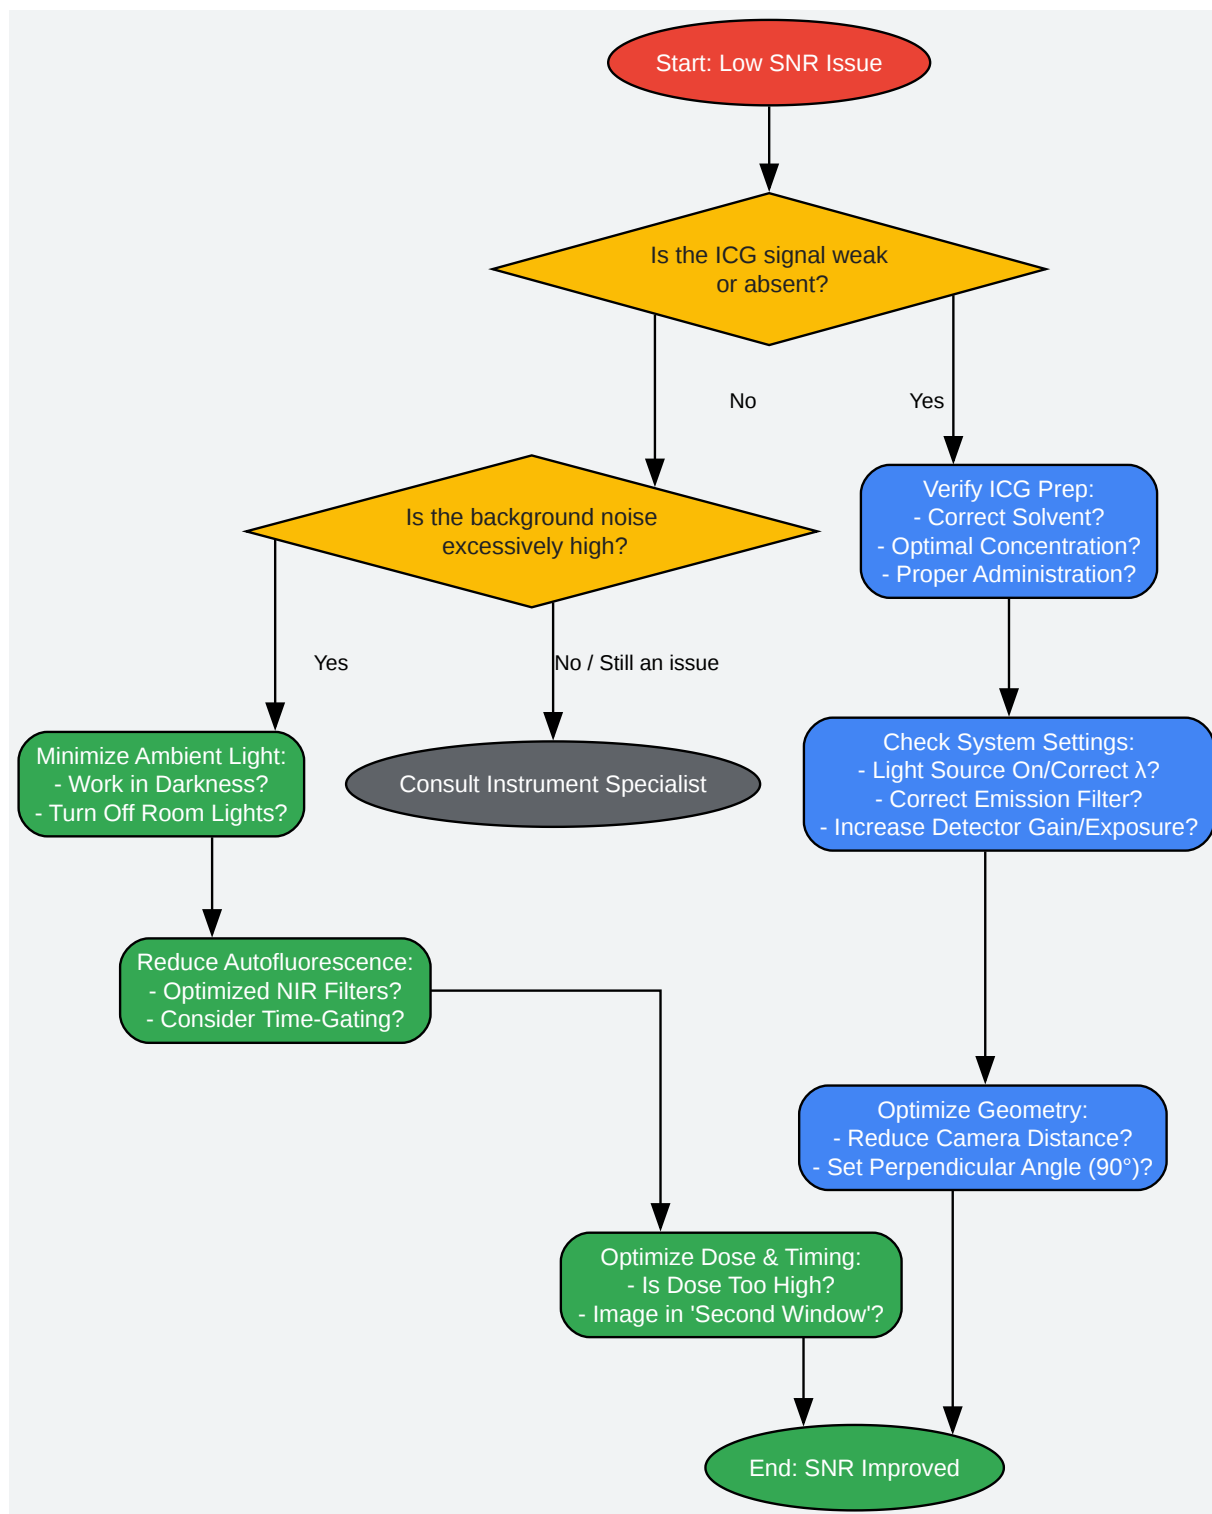 Start: Low SNR Issue
Is the ICG signal weak
or absent?
No
Yes
Is the background noise
excessively high?
Verify ICG Prep:
- Correct Solvent?
- Optimal Concentration?
- Proper Administration?
Yes
No / Still an issue
Minimize Ambient Light:
- Work in Darkness?
- Turn Off Room Lights?
Consult Instrument Specialist
Check System Settings:
- Light Source On/Correct λ?
- Correct Emission Filter?
- Increase Detector Gain/Exposure?
Reduce Autofluorescence:
- Optimized NIR Filters?
- Consider Time-Gating?
Optimize Geometry:
- Reduce Camera Distance?
- Set Perpendicular Angle (90°)?
Optimize Dose & Timing:
- Is Dose Too High?
- Image in 'Second Window'?
End: SNR Improved